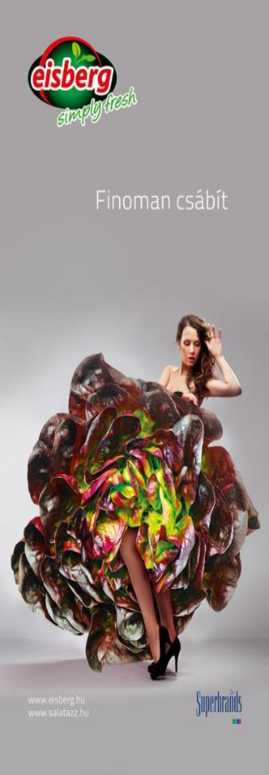 eisberg
simply fresh
Finoman csábít
www.eisberg.hu
www.salatazz.hu
Superbrands